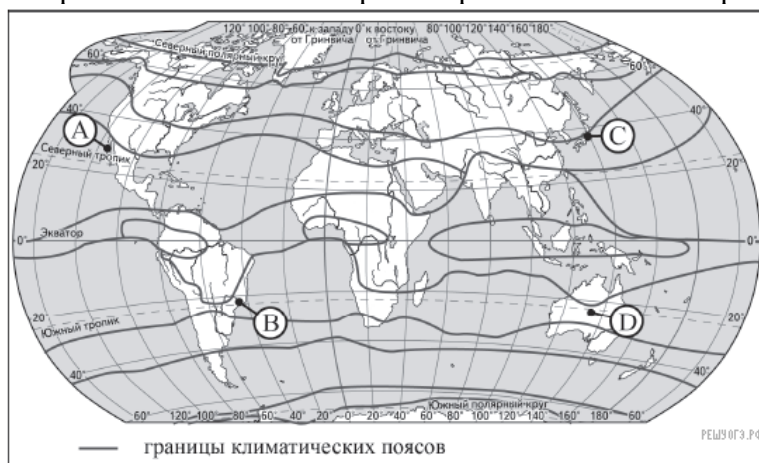 120° 100° 80° 60° к западу 0° к востоку 80° 100° 120° 140° 160° 180°
от Гринвича от Гринвича
Северный полярный круг
60° 60°
40° 40°
A C
Северный тропик
20° 20°
Экватор
0° 0°
B D
20° 20°
Южный тропик
40° 40°
Южный полярный круг
60° 120° 100° 80° 60° 40° 20° 0° 20° 40° 60° 80° 100° 120° 140° 160° 180° 60°
границы климатических поясов
РЕШУОГЭ.РФ